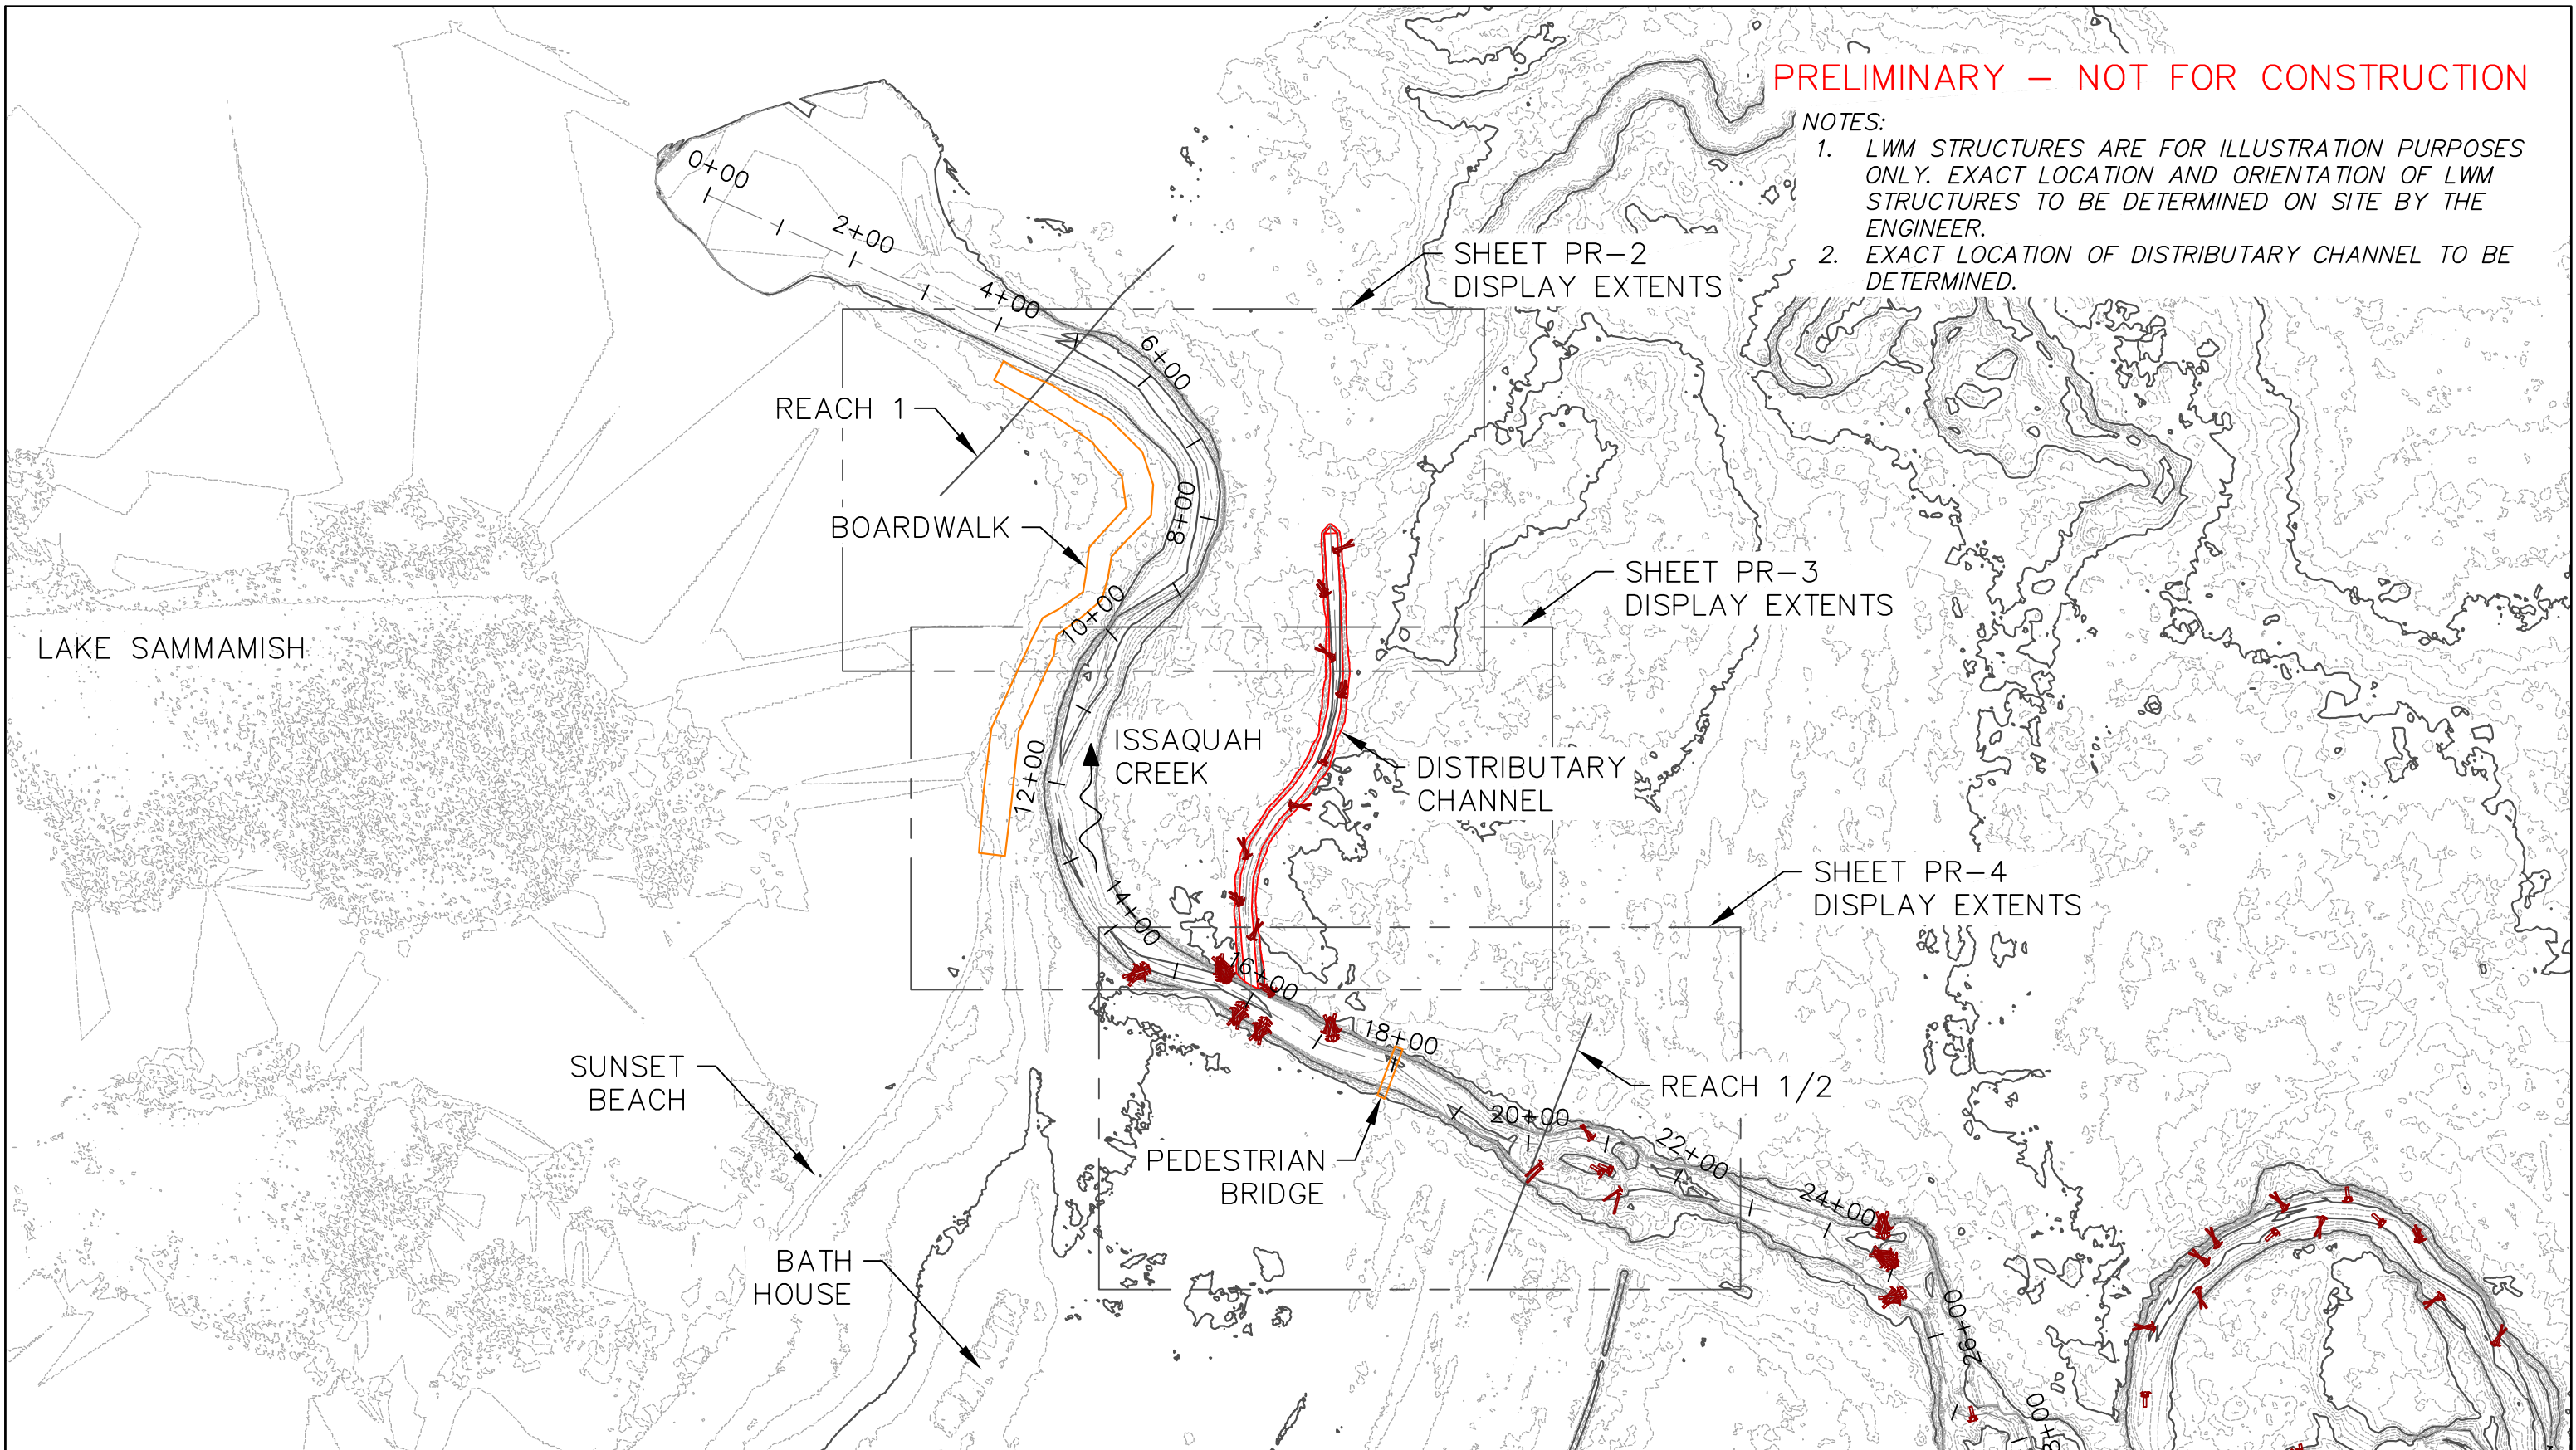 PRELIMINARY – NOT FOR CONSTRUCTION
NOTES:
1. LWM STRUCTURES ARE FOR ILLUSTRATION PURPOSES
ONLY. EXACT LOCATION AND ORIENTATION OF LWM
STRUCTURES TO BE DETERMINED ON SITE BY THE
ENGINEER.
2. EXACT LOCATION OF DISTRIBUTARY CHANNEL TO BE
DETERMINED.
0+00
2+00
4+00
SHEET PR–2
DISPLAY EXTENTS
6+00
REACH 1
8+00
BOARDWALK
SHEET PR–3
DISPLAY EXTENTS
10+00
LAKE SAMMAMISH
ISSAQUAH
CREEK
12+00
DISTRIBUTARY
CHANNEL
SHEET PR–4
DISPLAY EXTENTS
14+00
16+00
18+00
SUNSET
BEACH
REACH 1/2
20+00
22+00
PEDESTRIAN
BRIDGE
24+00
BATH
HOUSE
26+00